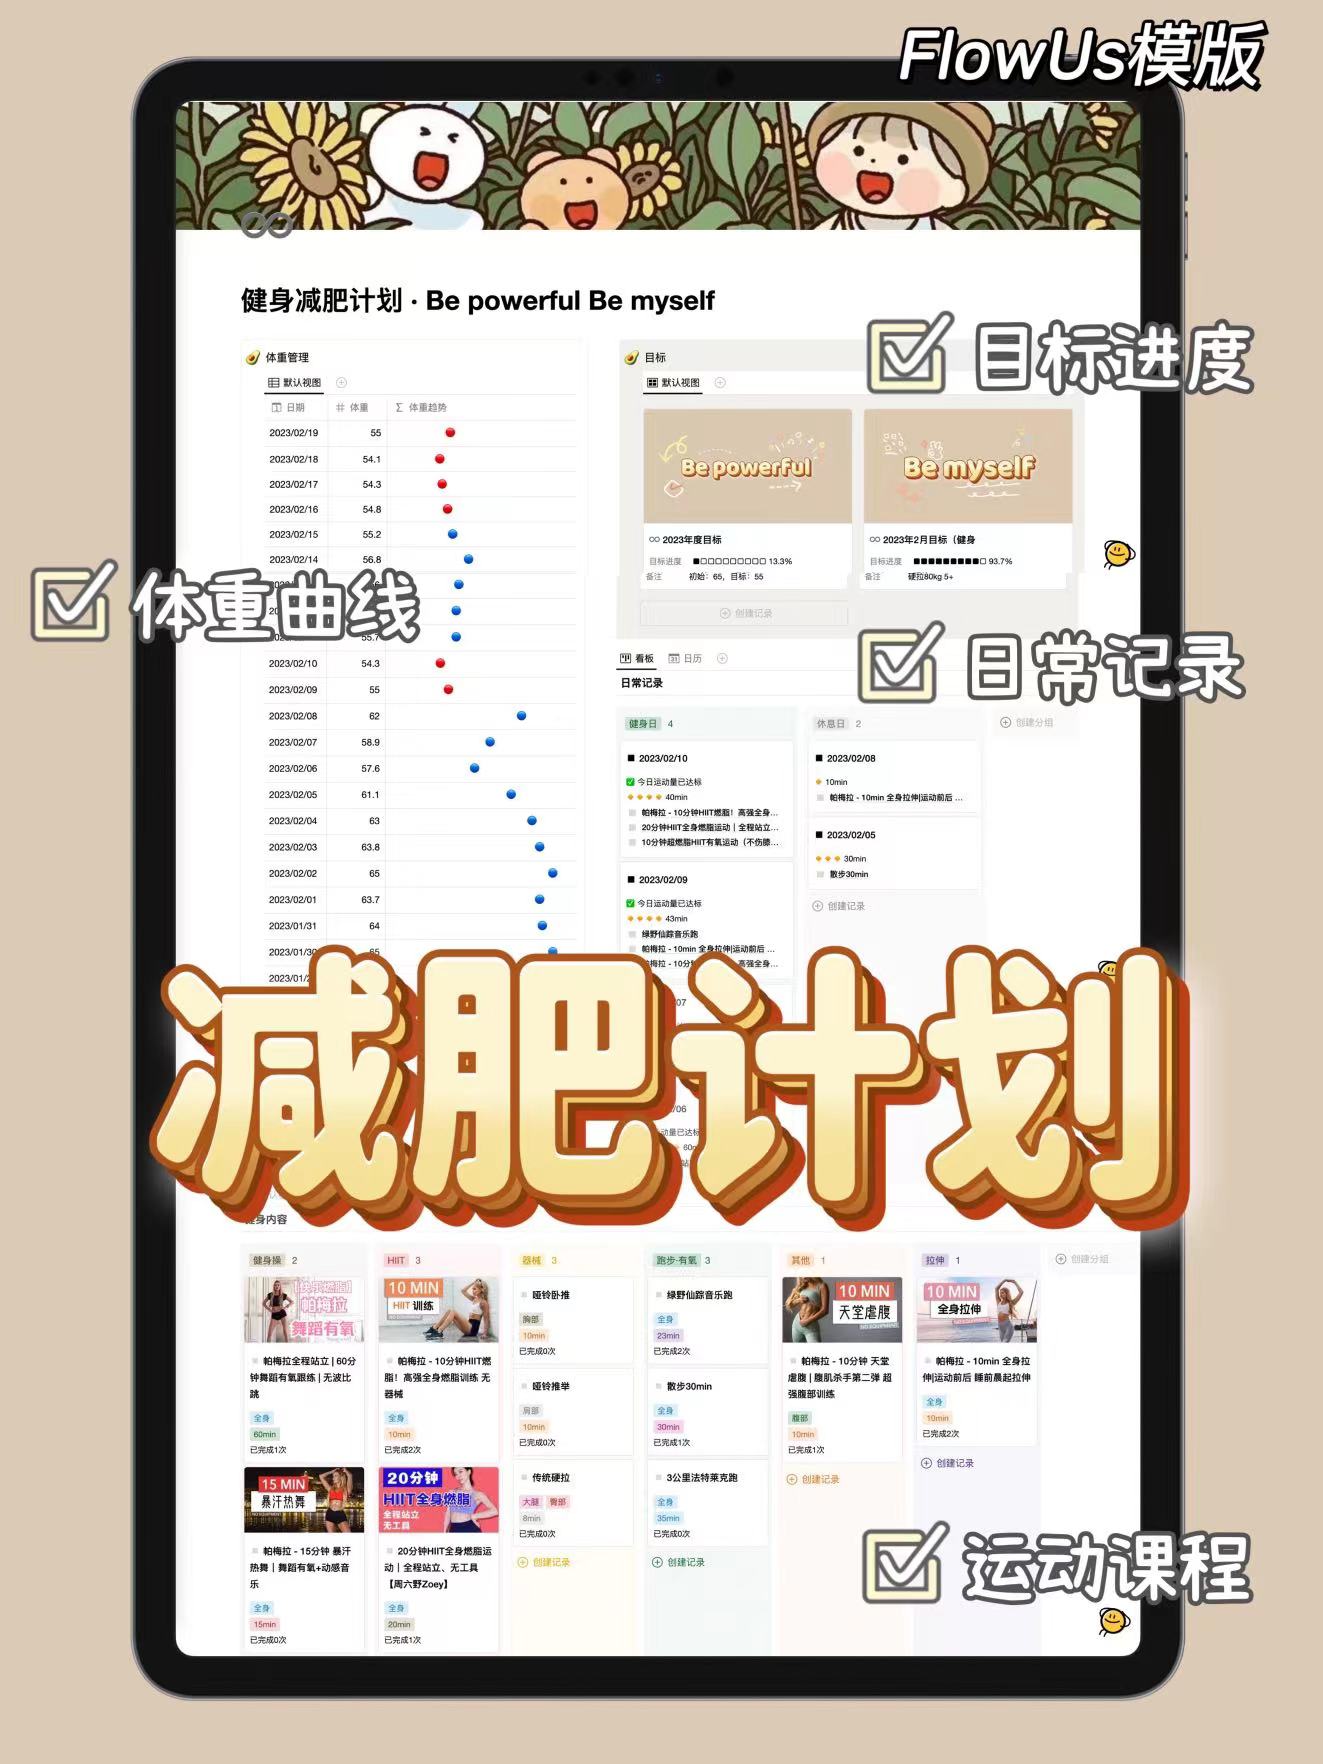 FlowUs模版
健身减肥计划 · Be powerful Be myself
目标进度
体重曲线
日常记录
减肥计划
运动课程
体重管理
默认视图
日期 体重 体重趋势
2023/02/19 55
2023/02/18 54.1
2023/02/17 54.3
2023/02/16 54.8
2023/02/15 55.2
2023/02/14 56.8
55.7
2023/02/10 54.3
2023/02/09 55
2023/02/08 62
2023/02/07 58.9
2023/02/06 57.6
2023/02/05 61.1
2023/02/04 63
2023/02/03 63.8
2023/02/02 65
2023/02/01 63.7
2023/01/31 64
2023/01/30 65
目标
默认视图
Be powerful
2023年度目标
目标进度 13.3%
备注 初始：65，目标：55
Be myself
2023年2月目标（健身
目标进度 93.7%
备注 硬拉80kg 5+
创建记录
看板 日历
日常记录
健身日 4
2023/02/10
今日运动量已达标
40min
帕梅拉 - 10分钟HIIT燃脂！高强全身...
20分钟HIIT全身燃脂运动｜全程站立...
10分钟超燃脂HIIT有氧运动（不伤膝...
2023/02/09
今日运动量已达标
43min
绿野仙踪音乐跑
帕梅拉 - 10min 全身拉伸|运动前后 ...
休息日 2
2023/02/08
10min
帕梅拉 - 10min 全身拉伸|运动前后 ...
2023/02/05
30min
散步30min
创建记录
创建分组
健身内容
健身操 2
[快乐燃脂]
帕梅拉
舞蹈有氧
帕梅拉全程站立 | 60分
钟舞蹈有氧跟练 | 无波比
跳
全身
60min
已完成1次
15 MIN
暴汗热舞
NO EQUIPMENT
帕梅拉 - 15分钟 暴汗
热舞｜舞蹈有氧+动感音
乐
全身
15min
已完成0次
HIIT 3
10 MIN
HIIT 训练
帕梅拉 - 10分钟HIIT燃
脂！高强全身燃脂训练 无
器械
全身
10min
已完成2次
20分钟
HIIT全身燃脂
全程站立
无工具
20分钟HIIT全身燃脂运
动｜全程站立、无工具
【周六野Zoey】
全身
20min
已完成1次
器械 3
哑铃卧推
胸部
10min
已完成0次
哑铃推举
肩部
10min
已完成0次
传统硬拉
大腿 臀部
8min
已完成0次
创建记录
跑步·有氧 3
绿野仙踪音乐跑
全身
23min
已完成2次
散步30min
全身
30min
已完成1次
3公里法特莱克跑
全身
35min
已完成0次
创建记录
其他 1
10 MIN
天堂虐腹
NO EQUIPMENT
帕梅拉 - 10分钟 天堂
虐腹 | 腹肌杀手第二弹 超
强腹部训练
腹部
10min
已完成1次
创建记录
拉伸 1
10 MIN
全身拉伸
NO EQUIPMENT
帕梅拉 - 10min 全身拉
伸|运动前后 睡前晨起拉伸
全身
10min
已完成2次
创建记录
创建分组